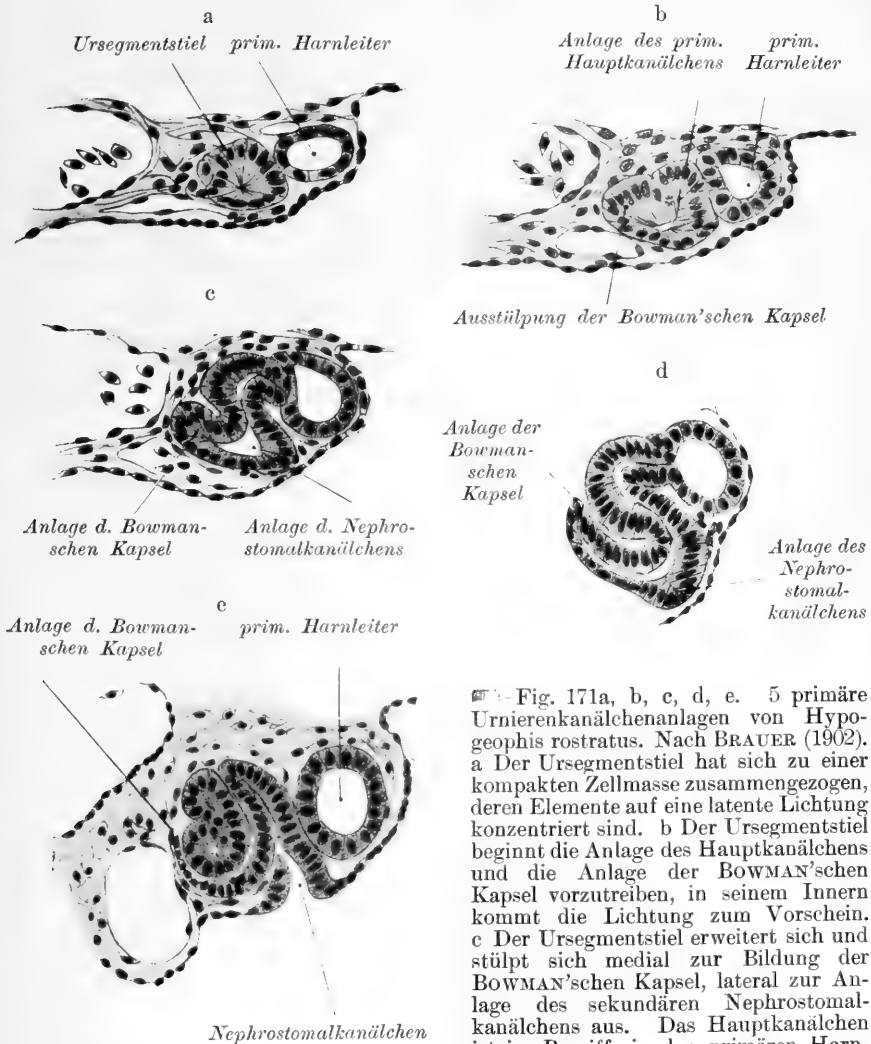 a
Ursegmentstiel prim. Harnleiter
b
Anlage des prim. prim.
Hauptkanälchens Harnleiter
Ausstülpung der Bowman'schen Kapsel
c
Anlage d. Bowman-
schen Kapsel
Anlage d. Nephro-
stomalkanälchens
d
Anlage der
Bowman-
schen
Kapsel
Anlage des
Nephro-
stomal-
kanälchens
e
Anlage d. Bowman-
schen Kapsel
prim. Harnleiter
Nephrostomalkanälchen
Fig. 171a, b, c, d, e. 5 primäre
Urnierenkanälchenanlagen von Hypo-
geophis rostratus. Nach BRAUER (1902).
a Der Ursegmentstiel hat sich zu einer
kompakten Zellmasse zusammengezogen,
deren Elemente auf eine latente Lichtung
konzentriert sind. b Der Ursegmentstiel
beginnt die Anlage des Hauptkanälchens
und die Anlage der BOWMAN'schen
Kapsel vorzutreiben, in seinem Innern
kommt die Lichtung zum Vorschein.
c Der Ursegmentstiel erweitert sich und
stülpt sich medial zur Bildung der
BOWMAN'schen Kapsel, lateral zur An-
lage des sekundären Nephrostomal-
kanälchens aus. Das Hauptkanälchen